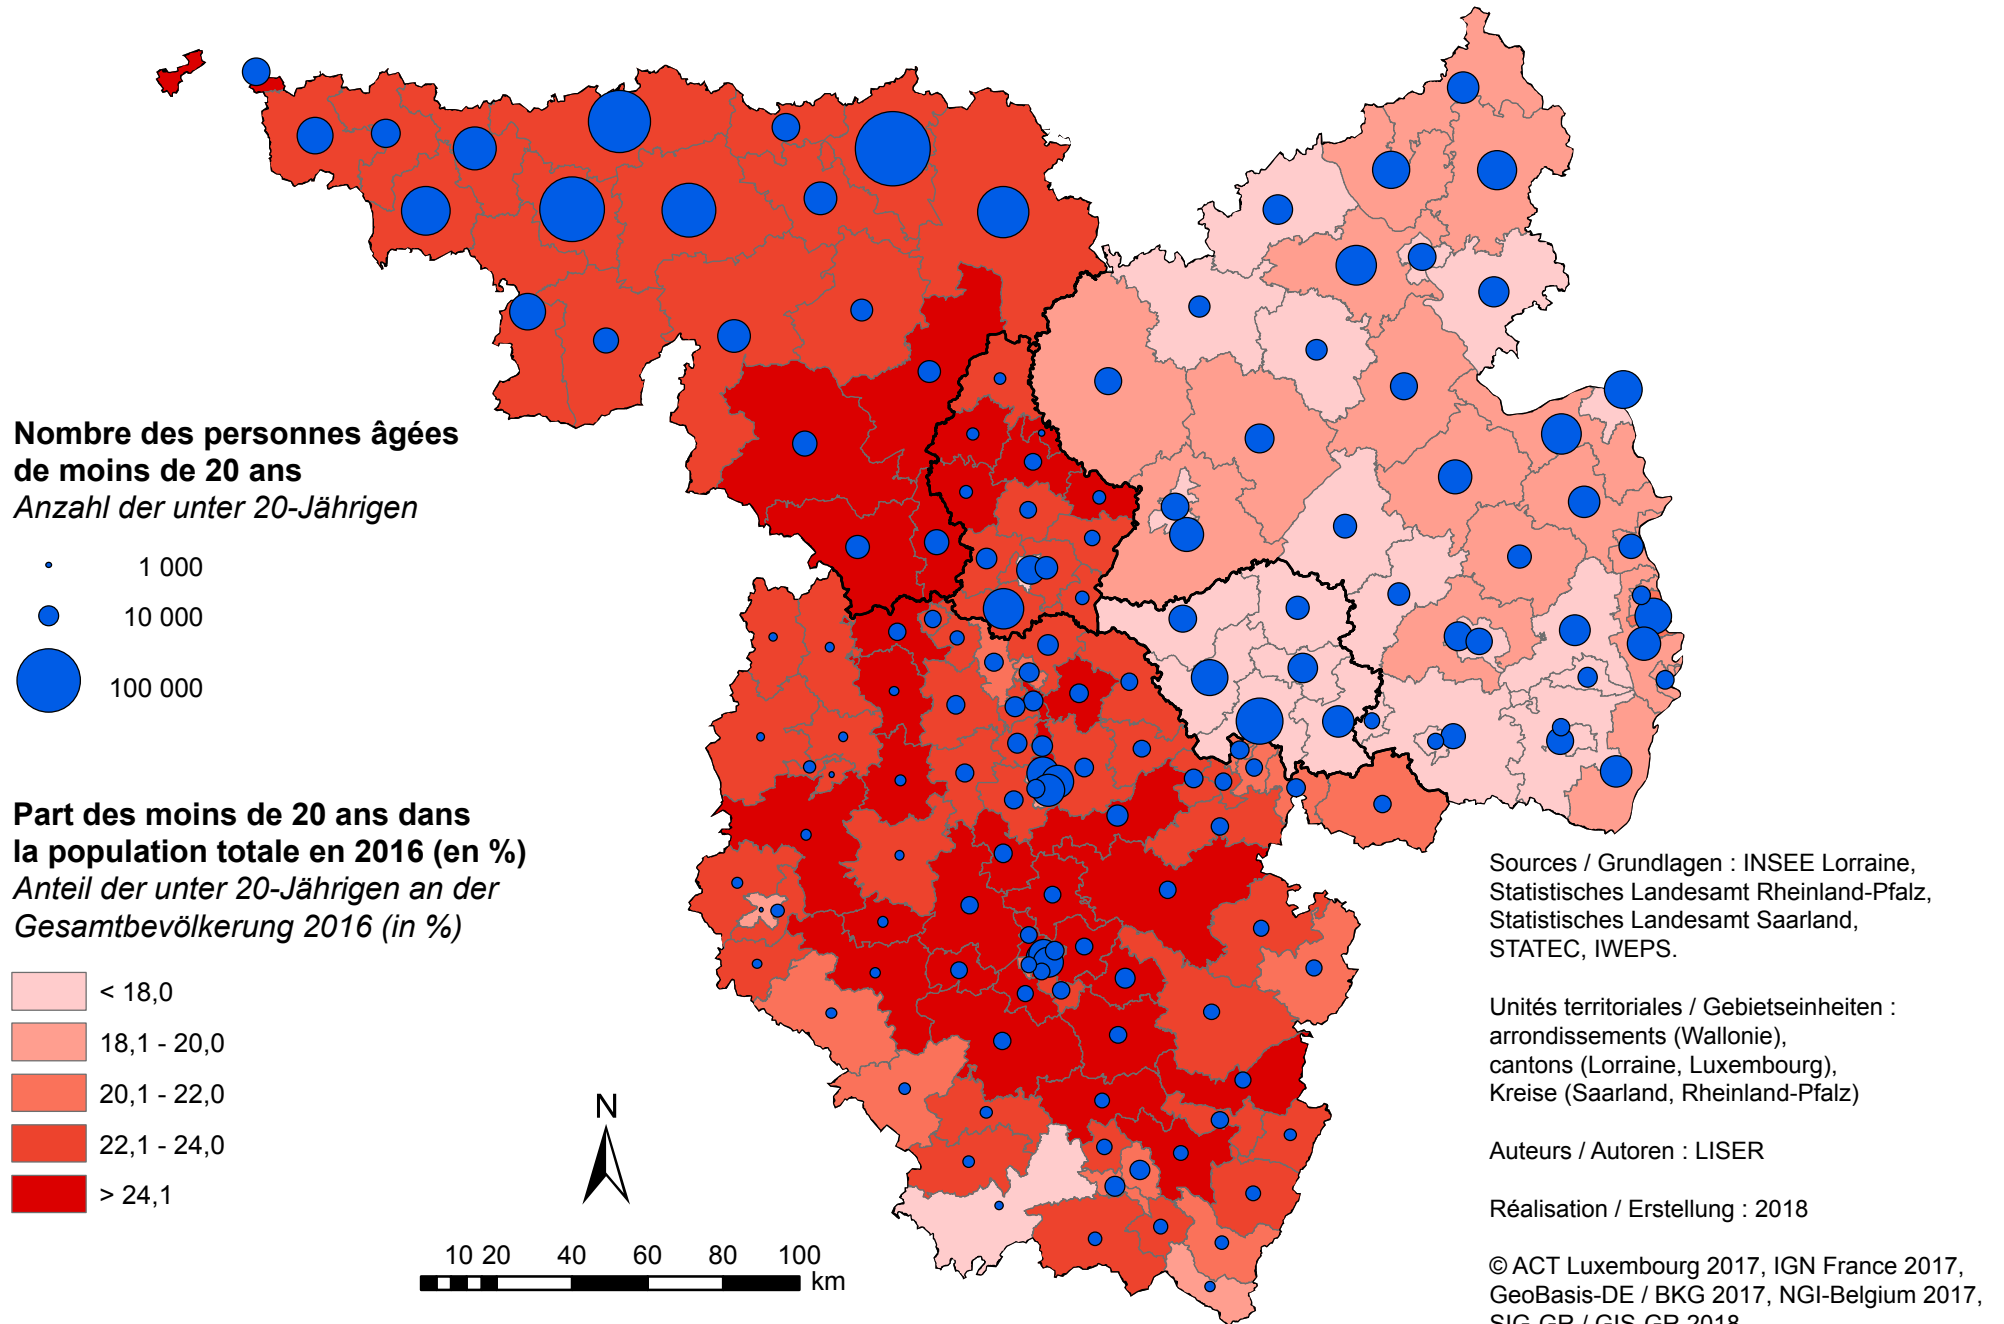 Nombre des personnes âgées
de moins de 20 ans
Anzahl der unter 20-Jährigen
1 000
10 000
100 000
Part des moins de 20 ans dans
la population totale en 2016 (en %)
Anteil der unter 20-Jährigen an der
Gesamtbevölkerung 2016 (in %)
< 18,0
18,1 - 20,0
20,1 - 22,0
22,1 - 24,0
> 24,1
N
10 20 40 60 80 100
km
Sources / Grundlagen : INSEE Lorraine,
Statistisches Landesamt Rheinland-Pfalz,
Statistisches Landesamt Saarland,
STATEC, IWEPS.
Unités territoriales / Gebietseinheiten :
arrondissements (Wallonie),
cantons (Lorraine, Luxembourg),
Kreise (Saarland, Rheinland-Pfalz)
Auteurs / Autoren : LISER
Réalisation / Erstellung : 2018
© ACT Luxembourg 2017, IGN France 2017,
GeoBasis-DE / BKG 2017, NGI-Belgium 2017,
SIG-GR / GIS-GR 2018